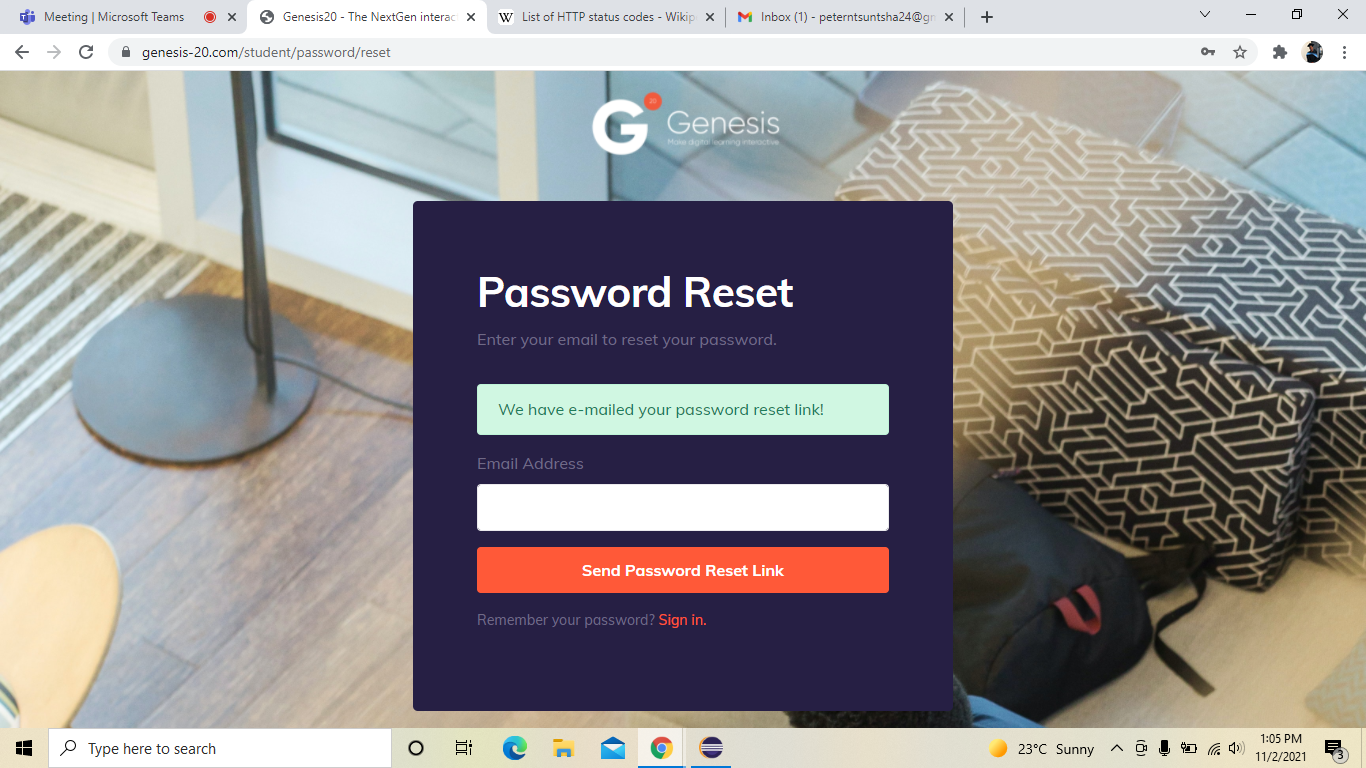 Meeting | Microsoft Teams
Genesis20 - The NextGen interac
List of HTTP status codes - Wikip
Inbox (1) - peterntsuntsha24@gm
genesis-20.com/student/password/reset
20
G Genesis
Make digital learning interactive
Password Reset
Enter your email to reset your password.
We have e-mailed your password reset link!
Email Address
Send Password Reset Link
Remember your password? Sign in.
Type here to search
23°C Sunny
1:05 PM
11/2/2021
3